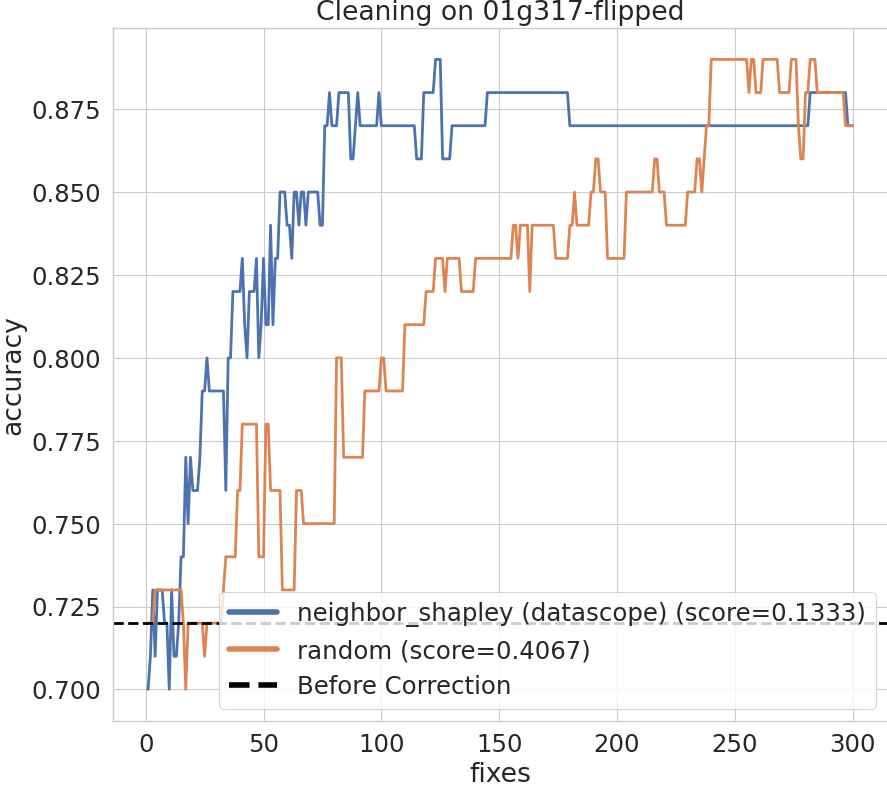 Cleaning on 01g317-flipped
accuracy
0.875
0.850
0.825
0.800
0.775
0.750
0.725
0.700
neighbor_shapley (datascope) (score=0.1333)
random (score=0.4067)
Before Correction
0 50 100 150 200 250 300
fixes